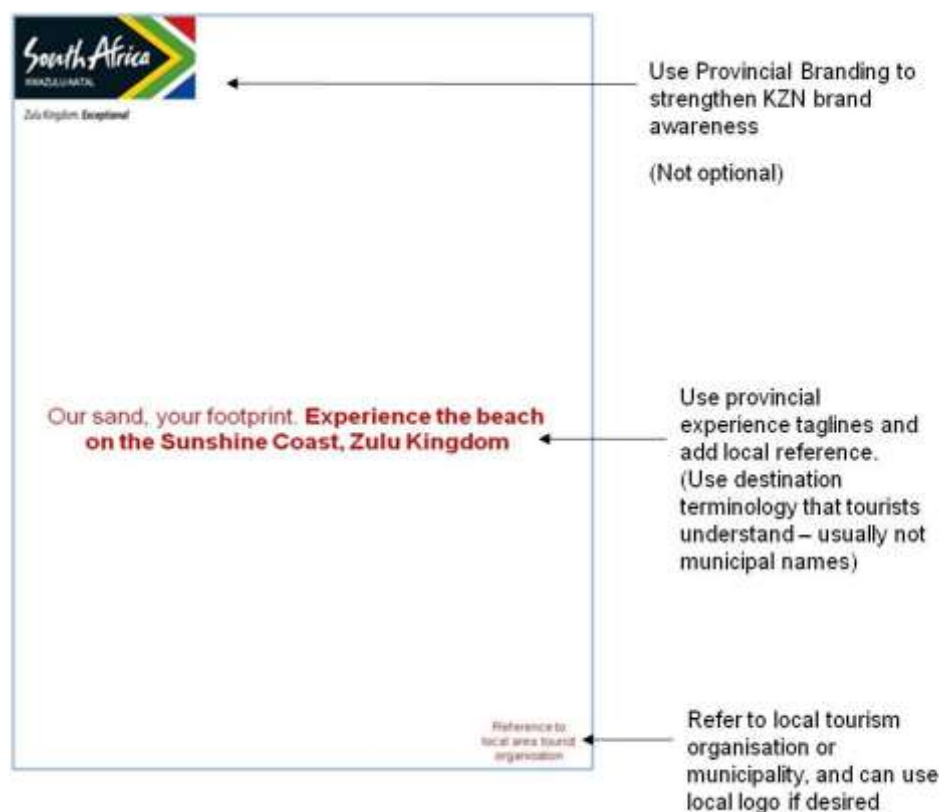 South Africa
KWAZULU-NATAL
Zulu Kingdom. Exceptional
Use Provincial Branding to
strengthen KZN brand
awareness
(Not optional)
Our sand, your footprint. Experience the beach
on the Sunshine Coast, Zulu Kingdom
Use provincial
experience taglines and
add local reference.
(Use destination
terminology that tourists
understand – usually not
municipal names)
Reference to
local area tourist
organisation
Refer to local tourism
organisation or
municipality, and can use
local logo if desired